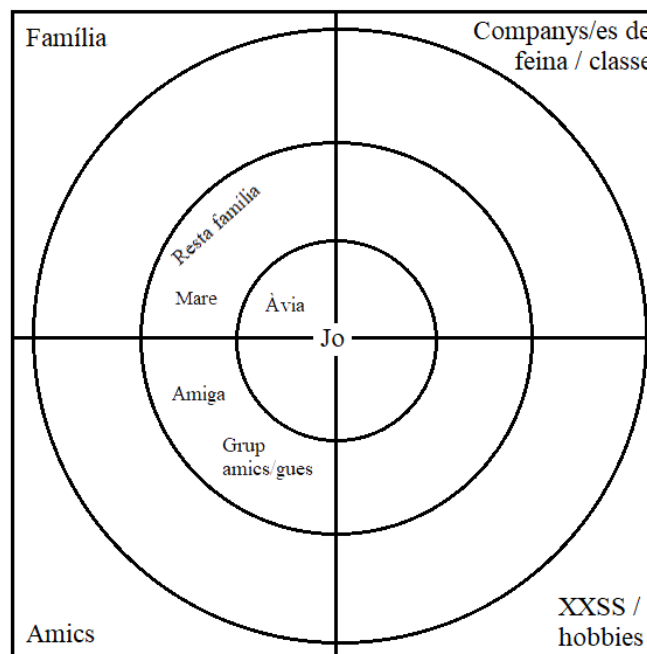 Família
Companys/es de
feina / classe
Resta família
Mare
Àvia
Jo
Amiga
Grup
amics/gues
Amics
XXSS /
hobbies